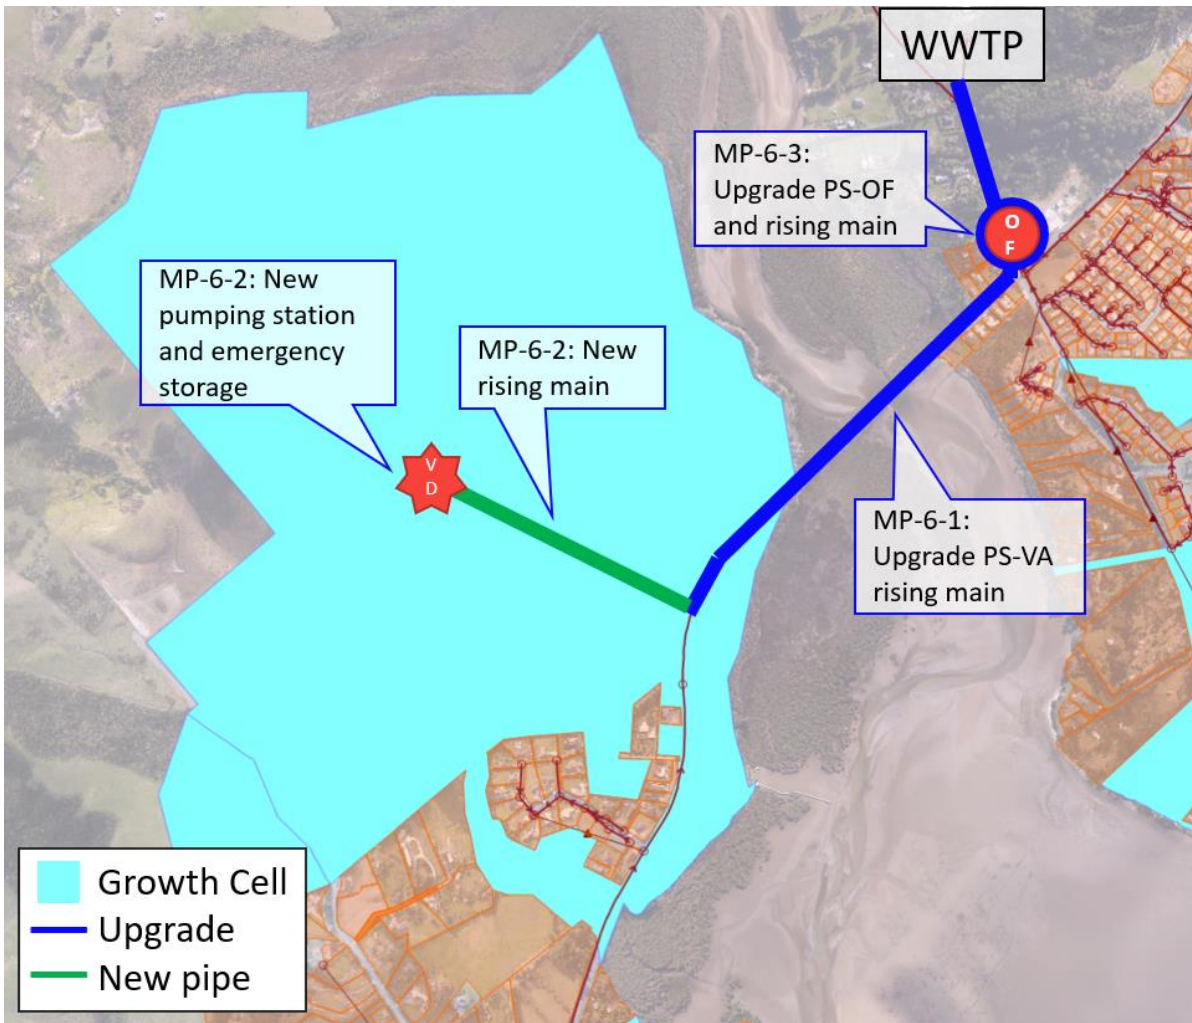 WWTP
MP-6-3:
Upgrade PS-OF
and rising main
O
F
MP-6-2: New
pumping station
and emergency
storage
MP-6-2: New
rising main
V
D
MP-6-1:
Upgrade PS-VA
rising main
Growth Cell
Upgrade
New pipe